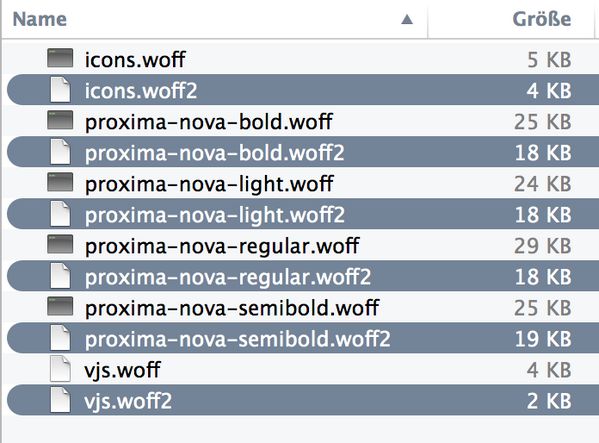 Name Größe
icons.woff 5 KB
icons.woff2 4 KB
proxima-nova-bold.woff 25 KB
proxima-nova-bold.woff2 18 KB
proxima-nova-light.woff 24 KB
proxima-nova-light.woff2 18 KB
proxima-nova-regular.woff 29 KB
proxima-nova-regular.woff2 18 KB
proxima-nova-semibold.woff 25 KB
proxima-nova-semibold.woff2 19 KB
vjs.woff 4 KB
vjs.woff2 2 KB